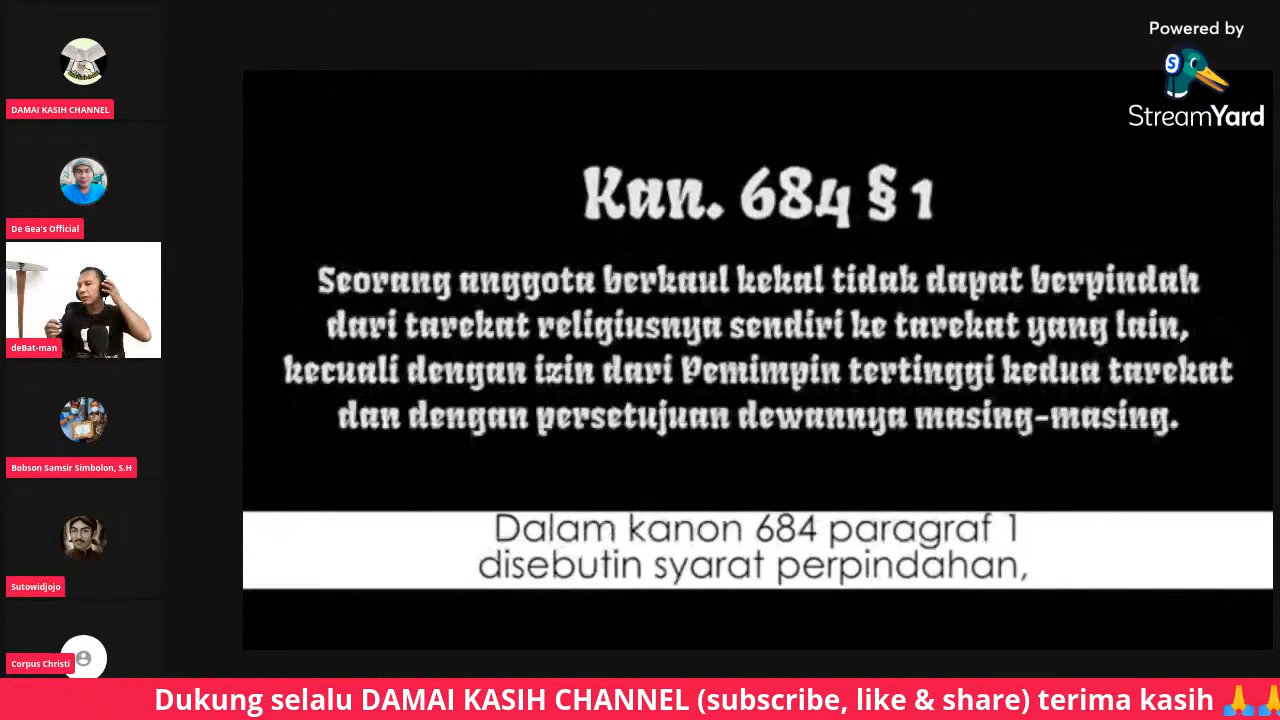 Powered by
StreamYard
DAMAI KASIH CHANNEL
De Gea's Official
deBat-man
Bobson Samsir Simbolon, S.H
Sutowidjojo
Corpus Christi
Kan. 684 § 1
Seorang anggota berkaul kekal tidak dapat berpindah
dari tarekat religiusnya sendiri ke tarekat yang lain,
kecuali dengan izin dari Pemimpin tertinggi kedua tarekat
dan dengan persetujuan dewannya masing-masing.
Dalam kanon 684 paragraf 1
disebutin syarat perpindahan,
Dukung selalu DAMAI KASIH CHANNEL (subscribe, like & share) terima kasih 🙏🙏